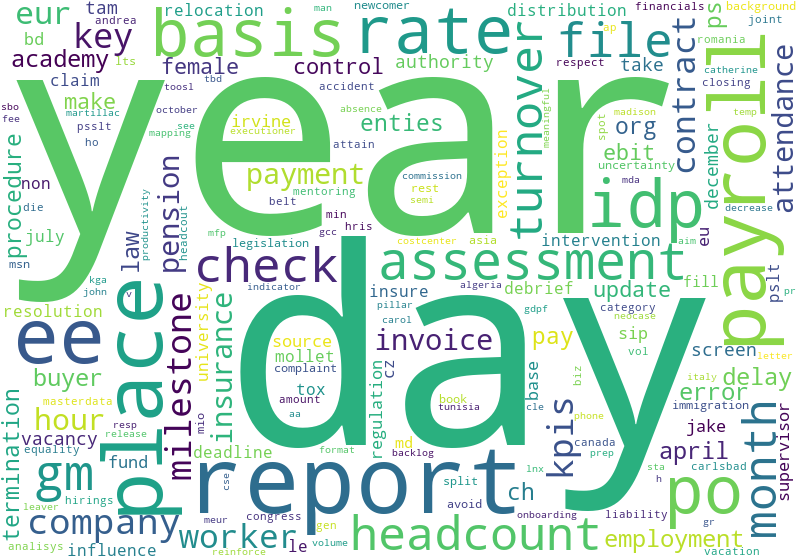 tam andrea
man newcomer
financials background
eur
relocation
distribution
joint
bd
key
basis
rate
file
ps
ap
romania
academy
lts
female
control
authority
turnover
respect
take
catherine
claim
tbd
accident
closing
sbo
toosl
october
absence
contract
payroll
attendance
fee
make
martillac
see
irvine
executioner
enties
exception
meaningful
spot
org
madison
temp
mapping
attain
psslt
ho
year
payment
commission
ebit
uncertainty
december
procedure
non
pension
mentoring
rest
semi
idp
mda
decrease
die
productivity
belt
law
july
mfp
min
gcc
hris
costcenter
legislation
asia
intervention
eu
aim
msn
headcout
check
assessment
update
fill
pslt
pr
kga
john
v
indicator
pillar
algeria
debrief
gdpf
category
neocase
resolution
university
insure
carol
sip
vol
letter
ee
place
milestone
insurance
source
mollet
complaint
invoice
cz
pay
base
biz
screen
italy
buyer
tox
regulation
day
delay
masterdata
amount
book
tunisia
cle
error
immigration
hour
resp
mio
aa
kpis
phone
jake
vacancy
release
format
backlog
md
canada
april
supervisor
termination
equality
fund
deadline
prep
month
gm
cse
report
split
ch
lnx
sta
carlsbad
h
po
hirings
avoid
onboarding
liability
gr
company
leaver
meur
congress
gen
worker
le
headcount
employment
analisys
influence
reinforce
volume
vacation